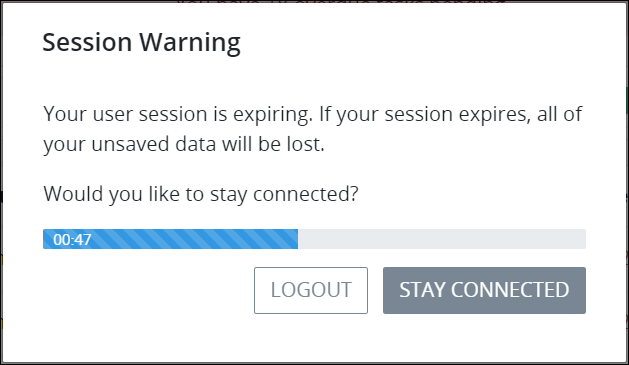 Session Warning
Your user session is expiring. If your session expires, all of
your unsaved data will be lost.
Would you like to stay connected?
00:47
LOGOUT
STAY CONNECTED